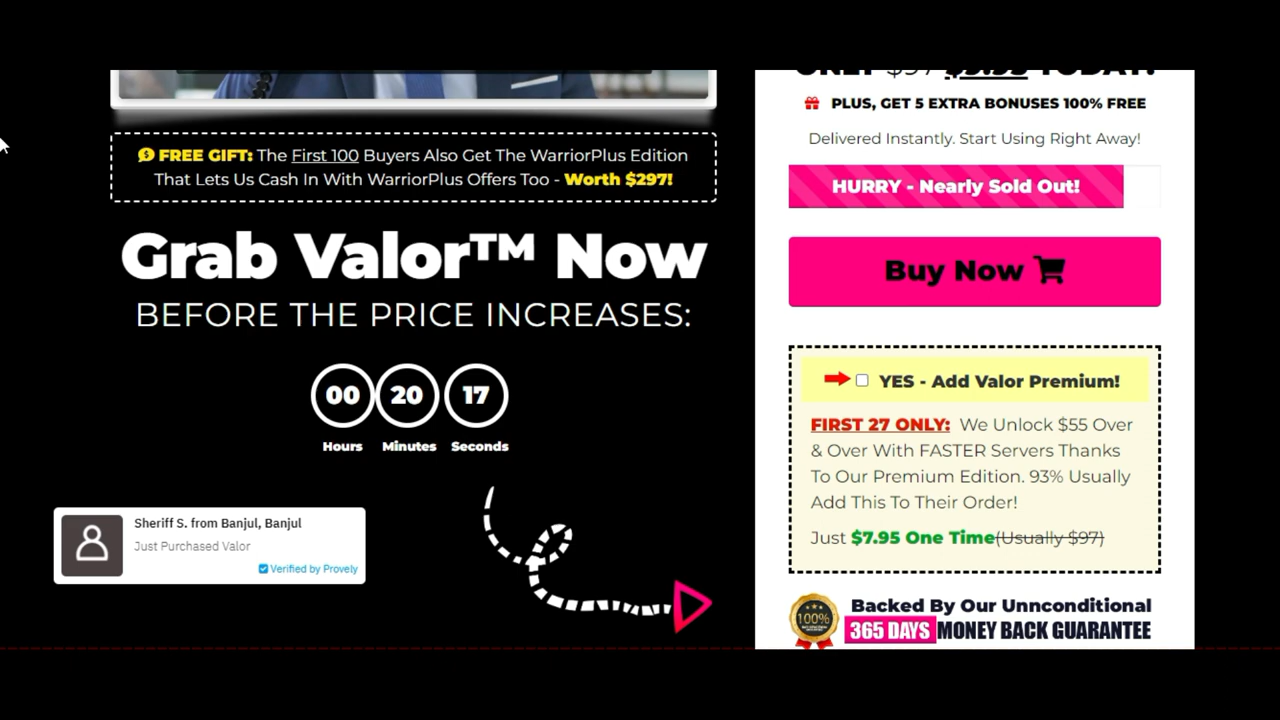 FREE GIFT: The First 100 Buyers Also Get The WarriorPlus Edition
That Lets Us Cash In With WarriorPlus Offers Too - Worth $297!
Grab Valor™ Now
BEFORE THE PRICE INCREASES:
00 20 17
Hours Minutes Seconds
Sheriff S. from Banjul, Banjul
Just Purchased Valor
Verified by Provely
TODAY!
PLUS, GET 5 EXTRA BONUSES 100% FREE
Delivered Instantly. Start Using Right Away!
HURRY - Nearly Sold Out!
Buy Now
YES - Add Valor Premium!
FIRST 27 ONLY: We Unlock $55 Over
& Over With FASTER Servers Thanks
To Our Premium Edition. 93% Usually
Add This To Their Order!
Just $7.95 One Time(Usually $97)
100%
Backed By Our Unnconditional
365 DAYS MONEY BACK GUARANTEE